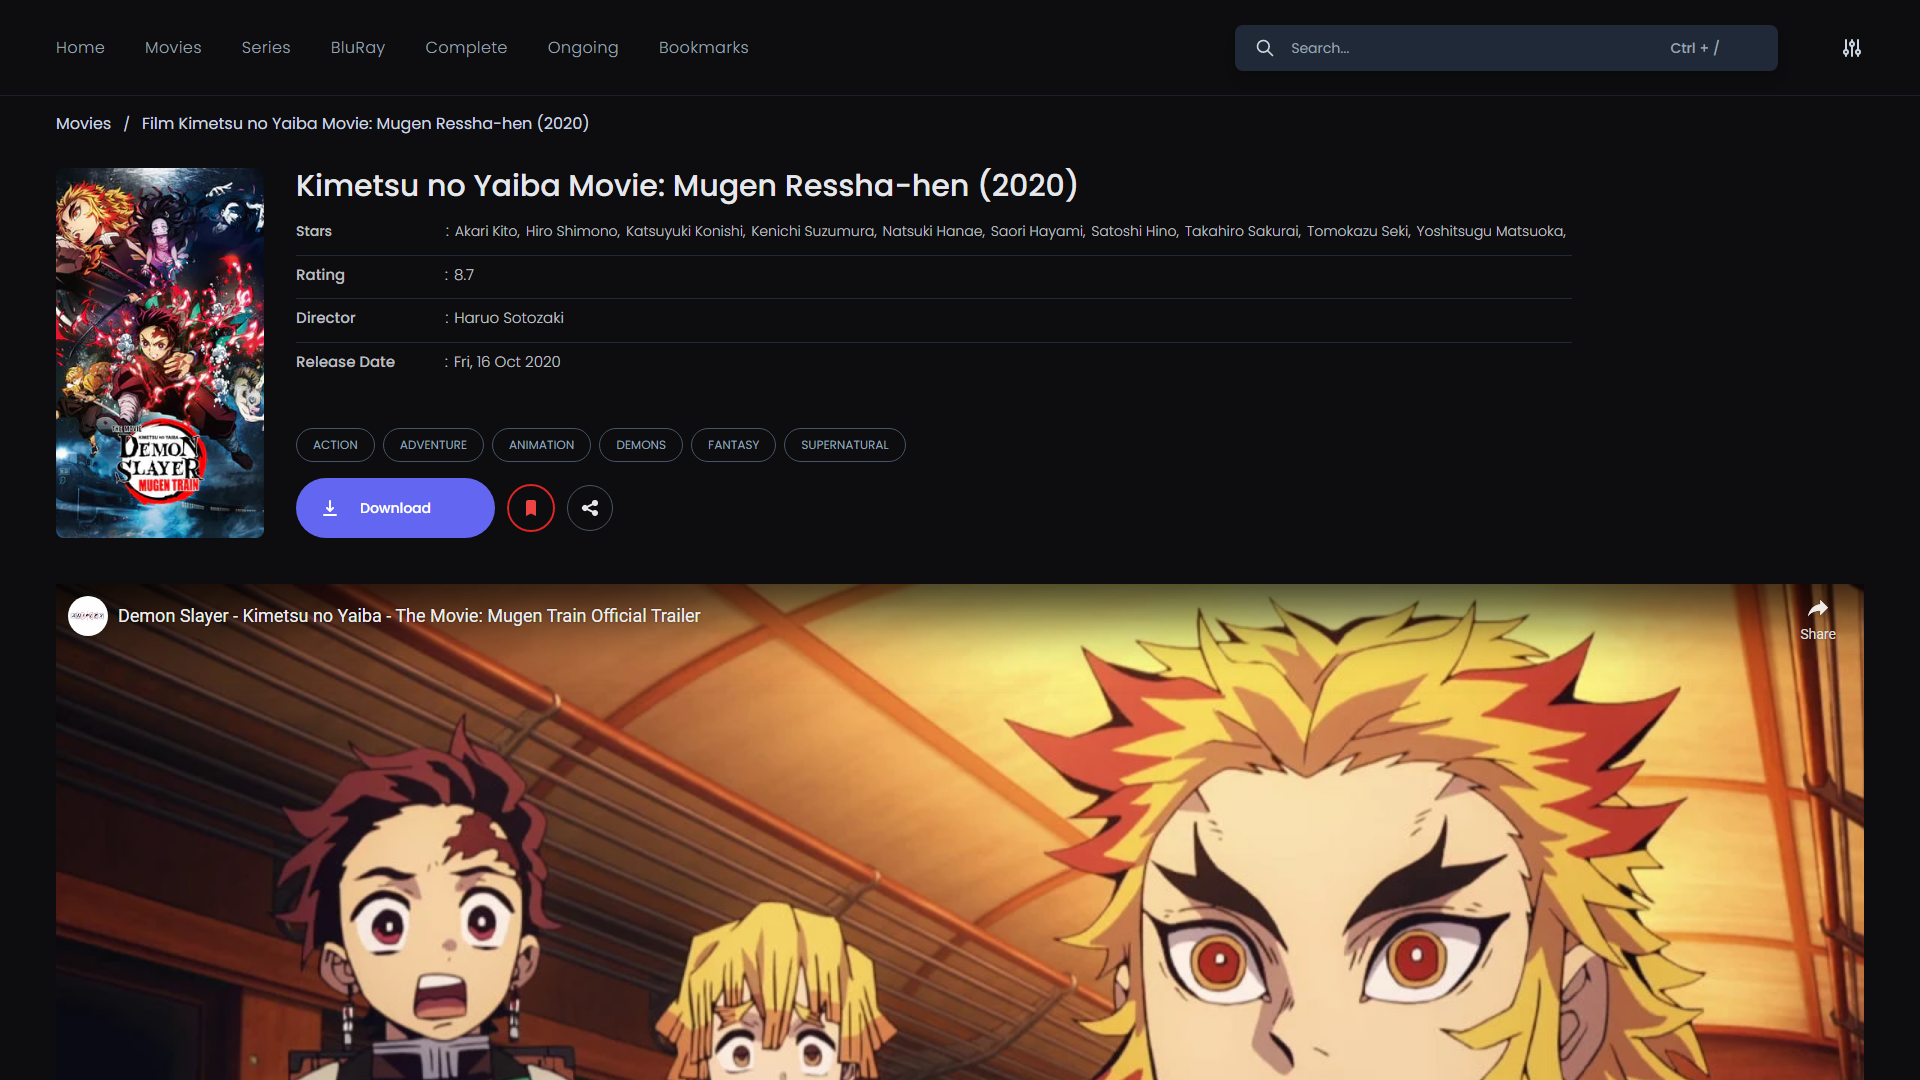 Home Movies Series BluRay Complete Ongoing Bookmarks
Search... Ctrl + /
Movies / Film Kimetsu no Yaiba Movie: Mugen Ressha-hen (2020)
Kimetsu no Yaiba Movie: Mugen Ressha-hen (2020)
Stars : Akari Kito, Hiro Shimono, Katsuyuki Konishi, Kenichi Suzumura, Natsuki Hanae, Saori Hayami, Satoshi Hino, Takahiro Sakurai, Tomokazu Seki, Yoshitsugu Matsuoka,
Rating : 8.7
Director : Haruo Sotozaki
Release Date : Fri, 16 Oct 2020
THE MOVIE
KIMETSU NO YAIBA
DEMON
SLAYER
MUGEN TRAIN
ACTION ADVENTURE ANIMATION DEMONS FANTASY SUPERNATURAL
Download
Demon Slayer - Kimetsu no Yaiba - The Movie: Mugen Train Official Trailer
Share